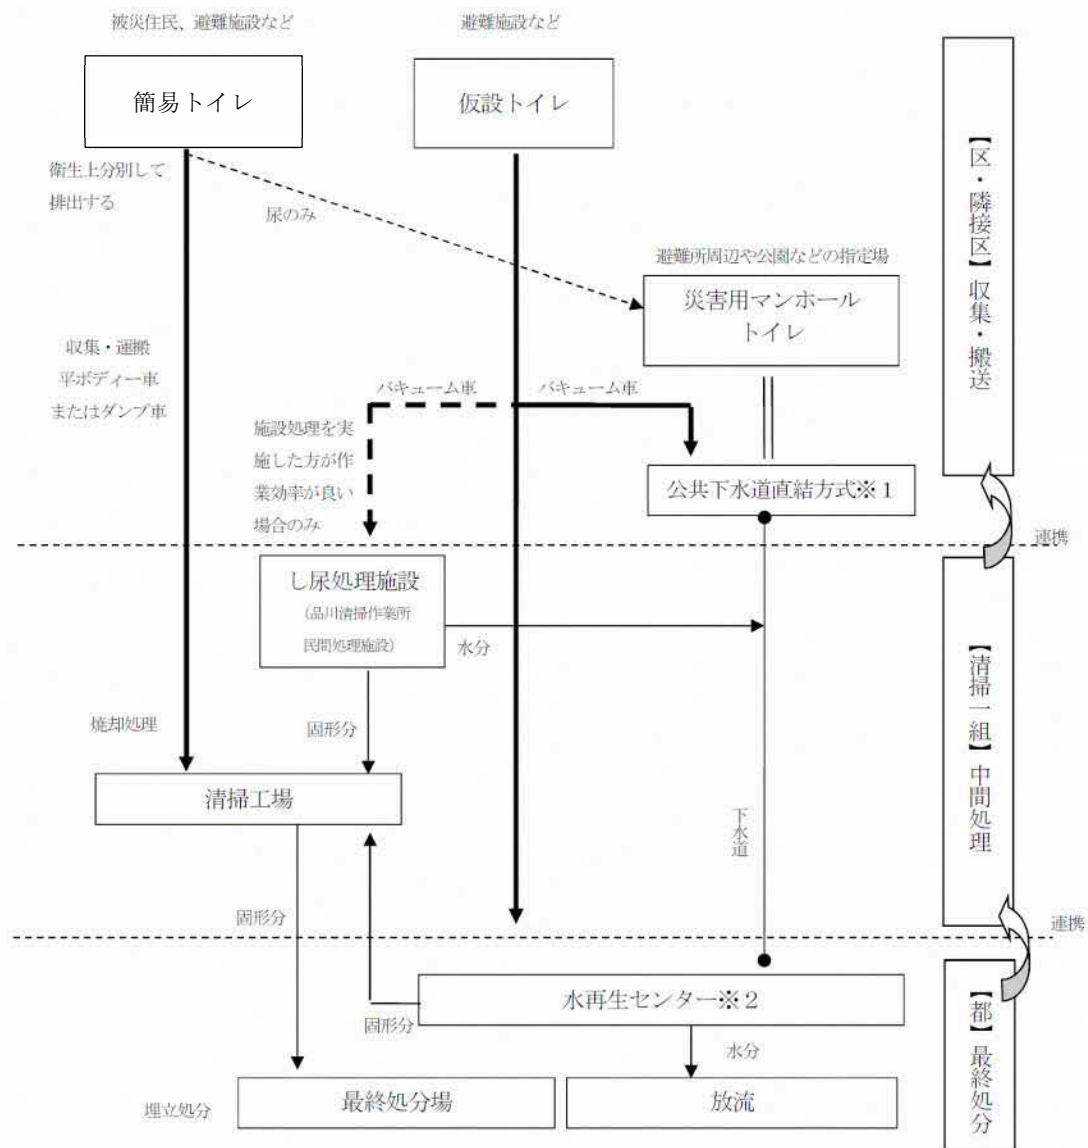 被災住民、避難施設など
避難施設など
簡易トイレ
仮設トイレ
衛生上分別して
排出する
尿のみ
避難所周辺や公園などの指定場
災害用マンホール
トイレ
収集・運搬
平ボディー車
またはダンプ車
バキューム車
バキューム車
施設処理を実
施した方が作
業効率が良い
場合のみ
公共下水道直結方式※1
【区・隣接区】収集・搬送
連携
し尿処理施設
(品川清掃作業所
民間処理施設)
水分
焼却処理
固形分
清掃工場
下水道
【清掃一組】中間処理
固形分
連携
水再生センター※2
固形分
水分
埋立処分
最終処分場
放流
【都】最終処分